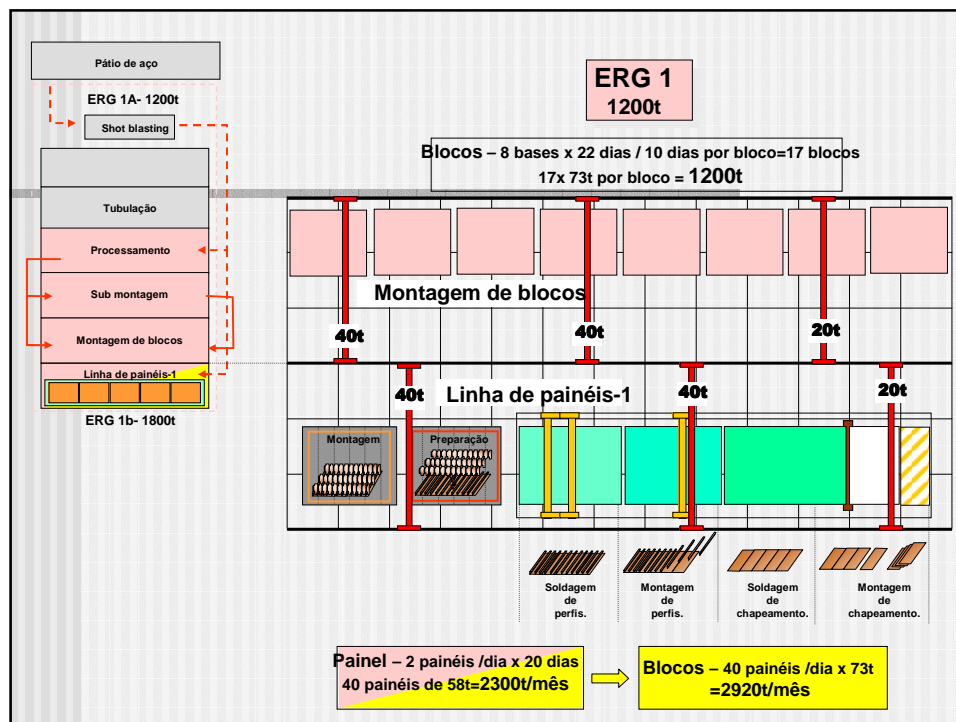 Pátio de aço
ERG 1A- 1200t
Shot blasting
Tubulação
Processamento
Sub montagem
Montagem de blocos
Linha de painéis-1
ERG 1b- 1800t
ERG 1
1200t
Blocos – 8 bases x 22 dias / 10 dias por bloco=17 blocos
17x 73t por bloco = 1200t
Montagem de blocos
40t
40t
20t
Linha de painéis-1
40t
40t
20t
Montagem
Preparação
Soldagem
de
perfis.
Montagem
de
perfis.
Soldagem
de
chapeamento.
Montagem
de
chapeamento.
Painel – 2 painéis /dia x 20 dias
40 painéis de 58t=2300t/mês
Blocos – 40 painéis /dia x 73t
=2920t/mês